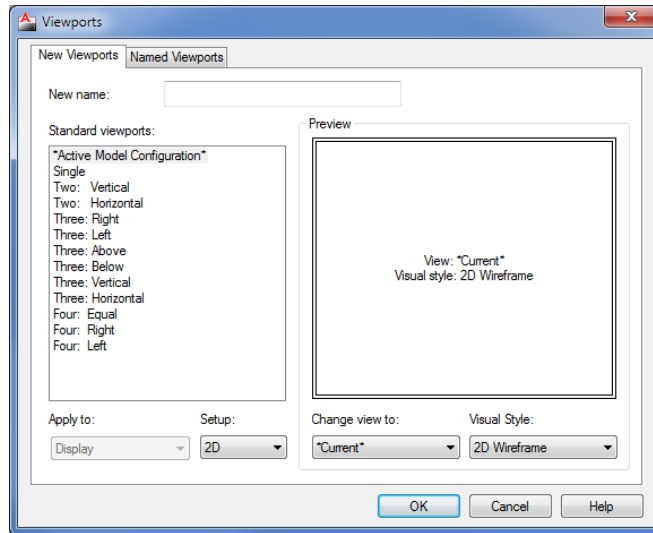 Viewports
New Viewports Named Viewports
New name:
Standard viewports:
*Active Model Configuration*
Single
Two: Vertical
Two: Horizontal
Three: Right
Three: Left
Three: Above
Three: Below
Three: Vertical
Three: Horizontal
Four: Equal
Four: Right
Four: Left
Apply to: Setup:
Display 2D
Preview
View: *Current*
Visual style: 2D Wireframe
Change view to: Visual Style:
*Current* 2D Wireframe
OK Cancel Help